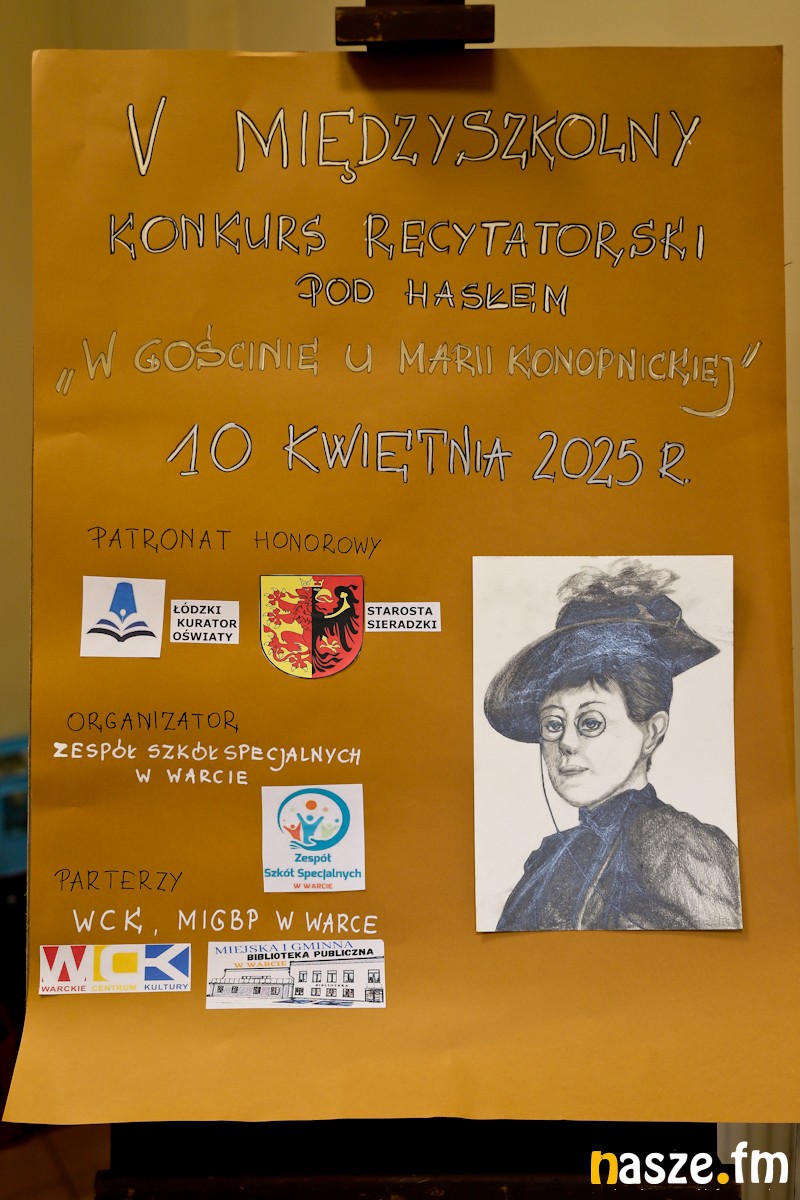 V MIĘDZYSZKOLNY
KONKURS RECYTATORSKI
POD HASŁEM
„W GOŚCINIE U MARII KONOPNICKIEJ”
10 KWIETNIA 2025 R.
PATRONAT HONOROWY
ŁÓDZKI
KURATOR
OŚWIATY
STAROSTA
SIERADZKI
ORGANIZATOR
ZESPÓŁ SZKÓŁ SPECJALNYCH
W WARCIE
Zespół
Szkół Specjalnych
W WARCIE
PARTERZY
WCK, MIGBP W WARCE
WCK
WARCKIE CENTRUM KULTURY
MIEJSKA I GMINNA
BIBLIOTEKA PUBLICZNA
W WARCIE
BIBLIOTEKA
nasze.fm